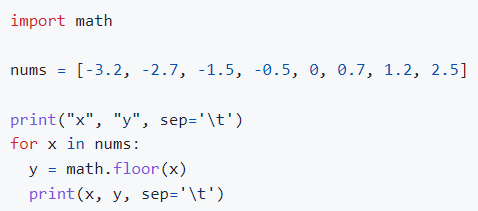 import math

nums = [-3.2, -2.7, -1.5, -0.5, 0, 0.7, 1.2, 2.5]

print("x", "y", sep='\t')
for x in nums:
  y = math.floor(x)
  print(x, y, sep='\t')